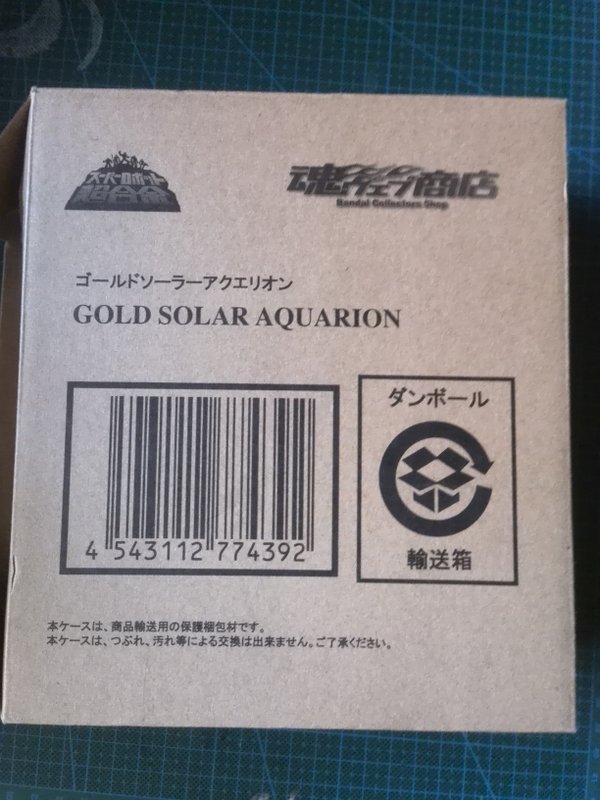 スーパーロボット
超合金
魂ウェブ商店
Bandai Collectors Shop
ゴールドソーラーアクエリオン
GOLD SOLAR AQUARION
4 543112 774392
ダンボール
輸送箱
本ケースは、商品輸送用の保護梱包材です。
本ケースは、つぶれ、汚れ等による交換は出来ません。ご了承ください。